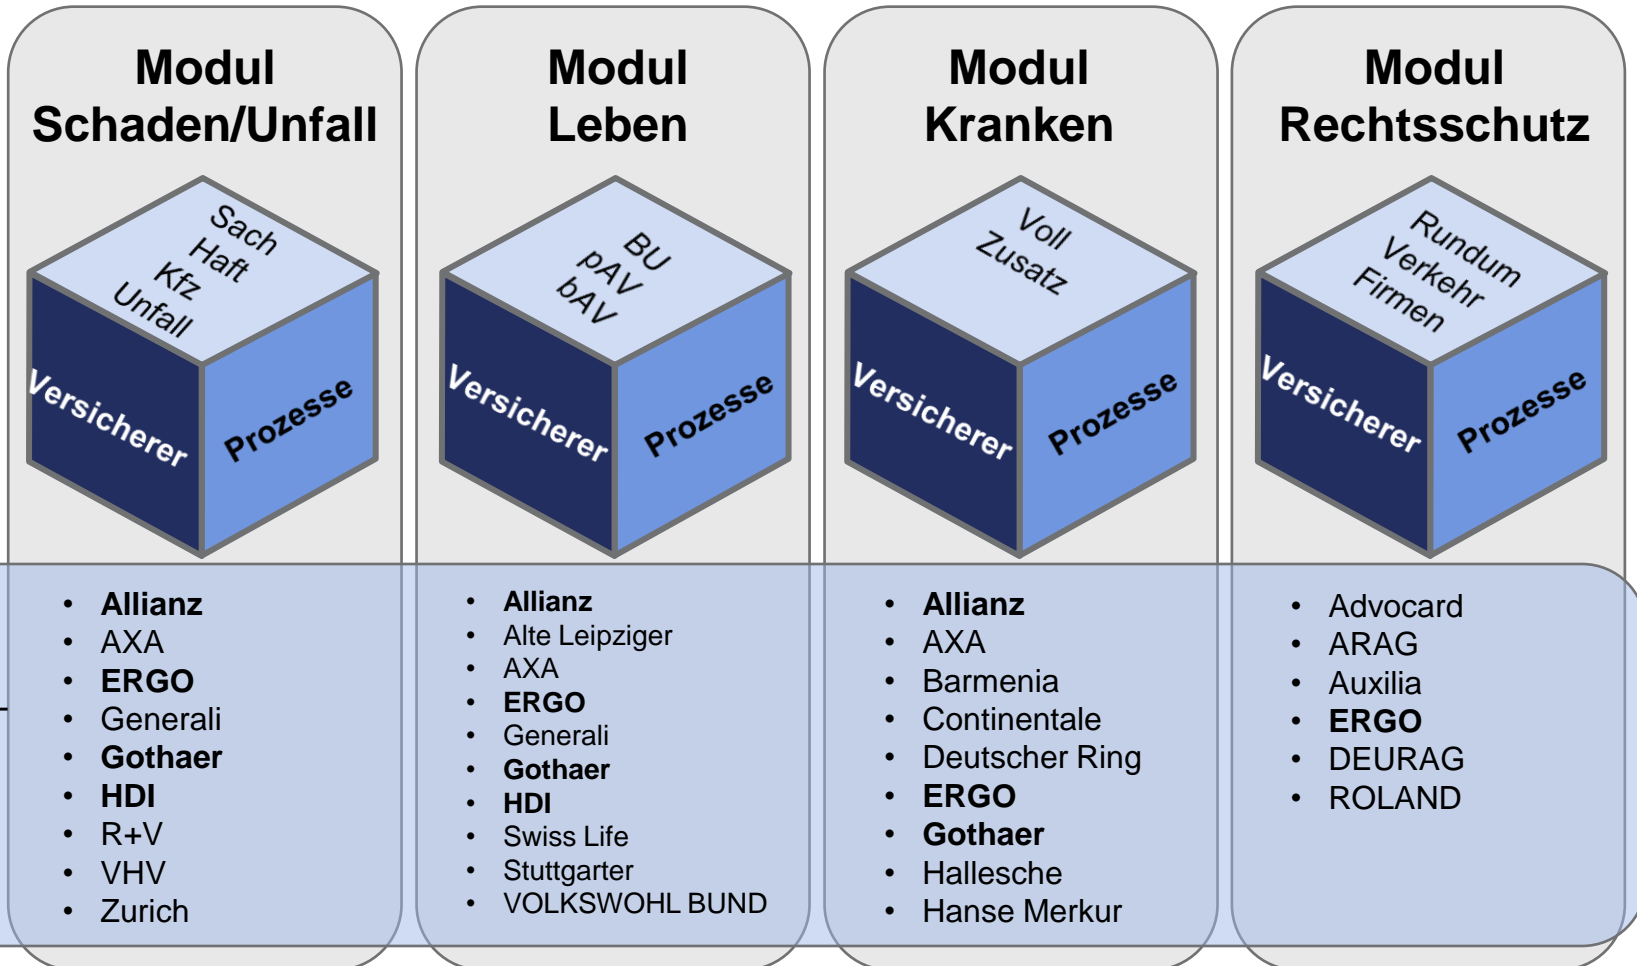 Modul
Schaden/Unfall
Sach
Haft
Kfz
Unfall
Versicherer
Prozesse
• Allianz
• AXA
• ERGO
• Generali
• Gothaer
• HDI
• R+V
• VHV
• Zurich
Modul
Leben
BU
pAV
bAV
Versicherer
Prozesse
• Allianz
• Alte Leipziger
• AXA
• ERGO
• Generali
• Gothaer
• HDI
• Swiss Life
• Stuttgarter
• VOLKSWOHL BUND
Modul
Kranken
Voll
Zusatz
Versicherer
Prozesse
• Allianz
• AXA
• Barmenia
• Continentale
• Deutscher Ring
• ERGO
• Gothaer
• Hallesche
• Hanse Merkur
Modul
Rechtsschutz
Rundum
Verkehr
Firmen
Versicherer
Prozesse
• Advocard
• ARAG
• Auxilia
• ERGO
• DEURAG
• ROLAND